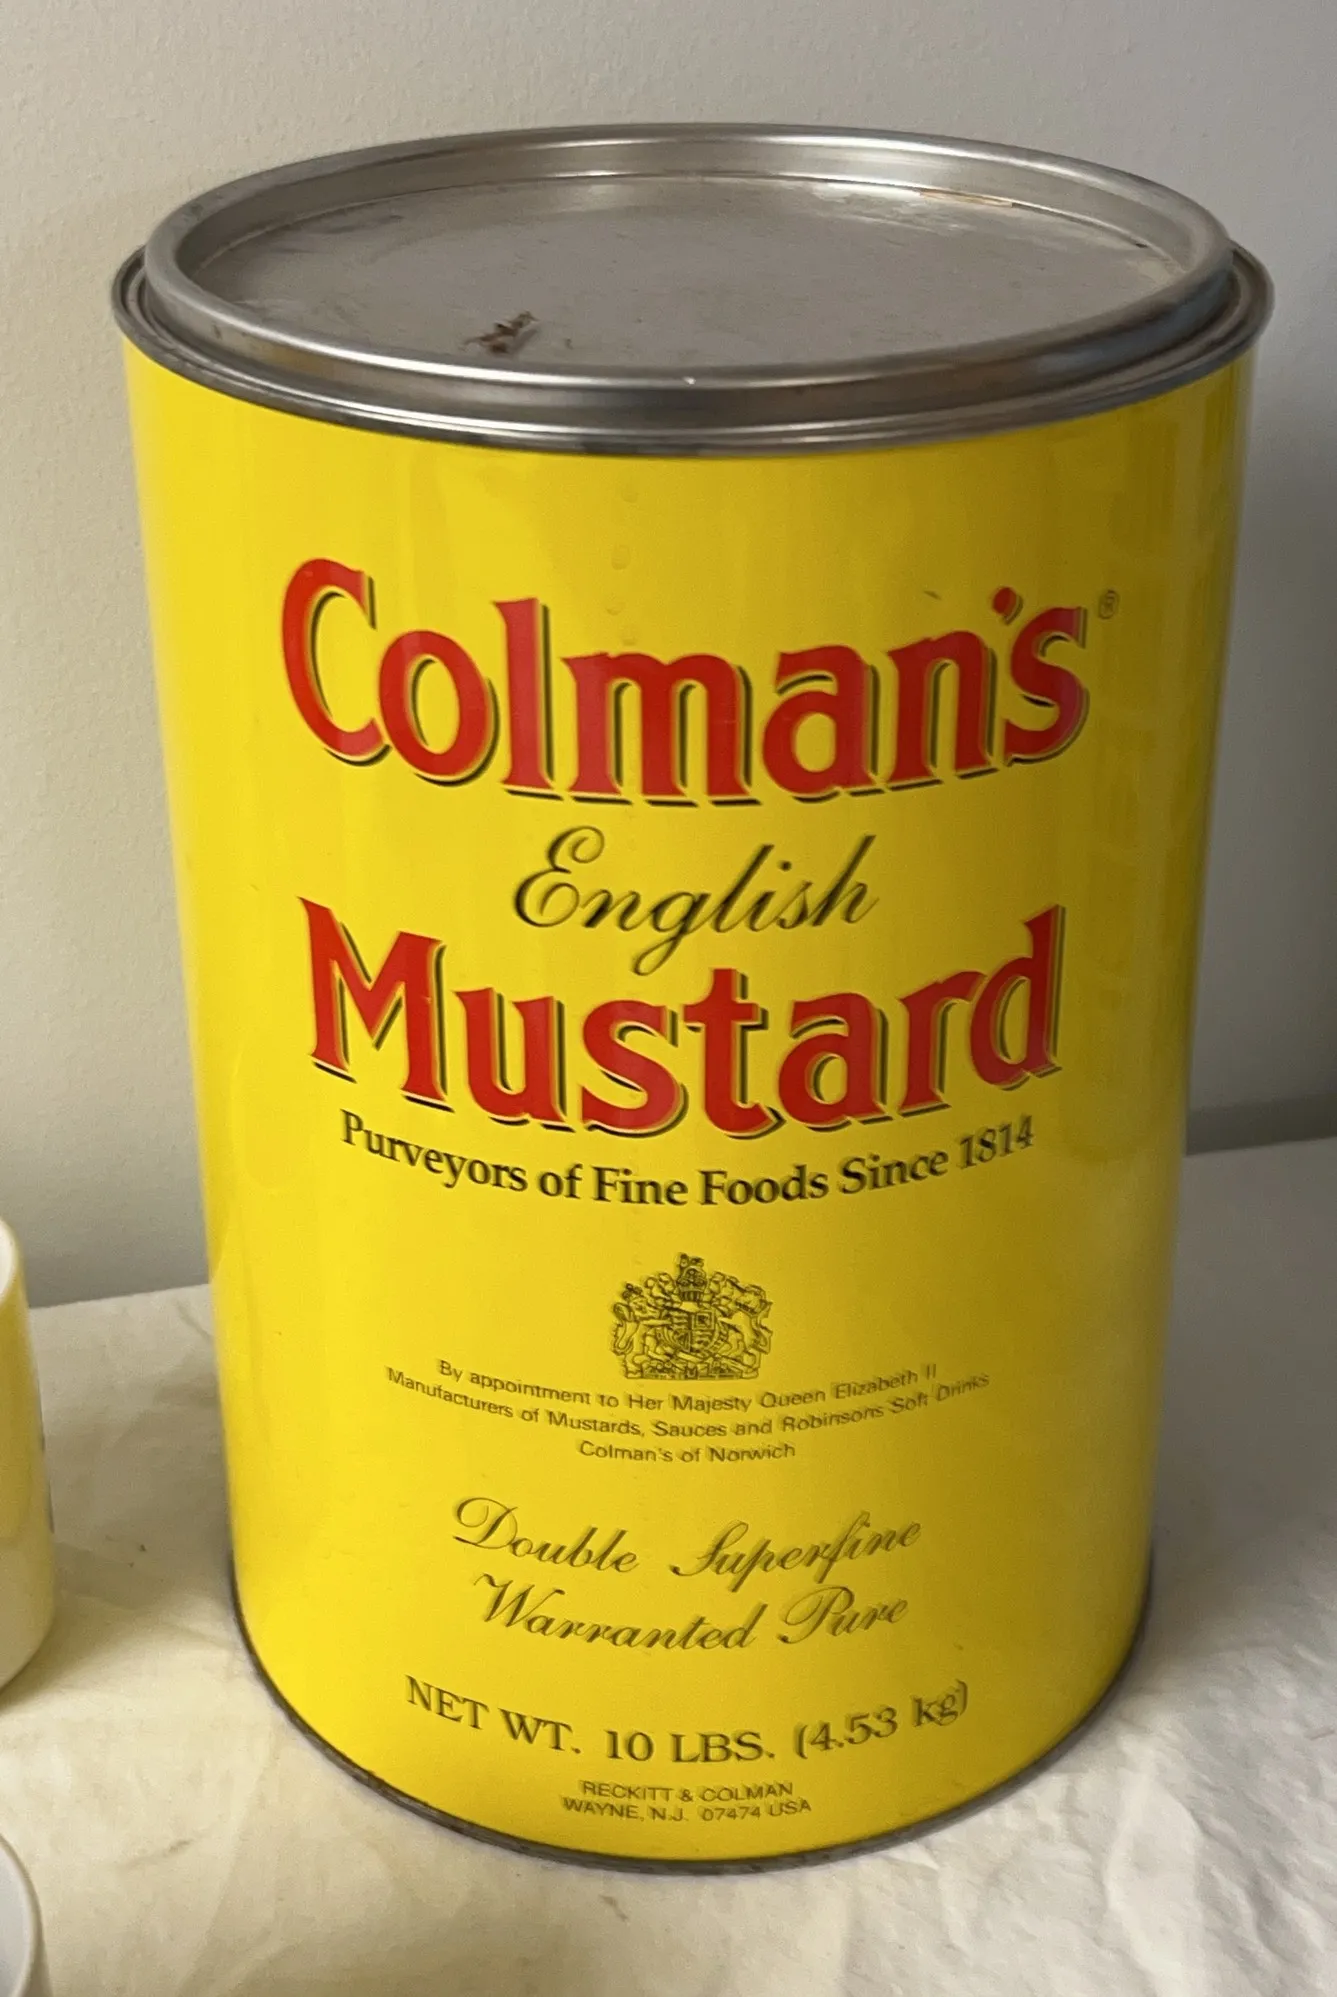 Colman's®
English
Mustard
Purveyors of Fine Foods Since 1814
By appointment to Her Majesty Queen Elizabeth II
Manufacturers of Mustards, Sauces and Robinsons Soft Drinks
Colman's of Norwich
Double Superfine
Warranted Pure
NET WT. 10 LBS. (4.53 kg)
RECKITT & COLMAN
WAYNE, N.J. 07474 USA